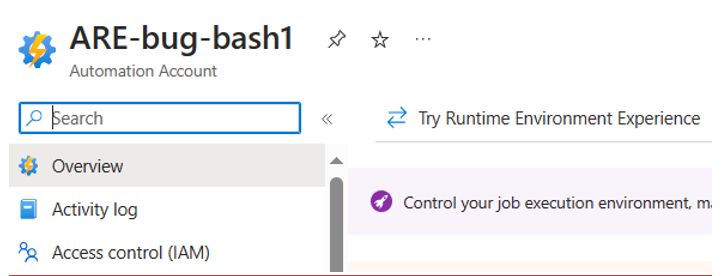 ARE-bug-bash1
Automation Account
Search
Try Runtime Environment Experience
Overview
Control your job execution environment,
Activity log
Access control (IAM)